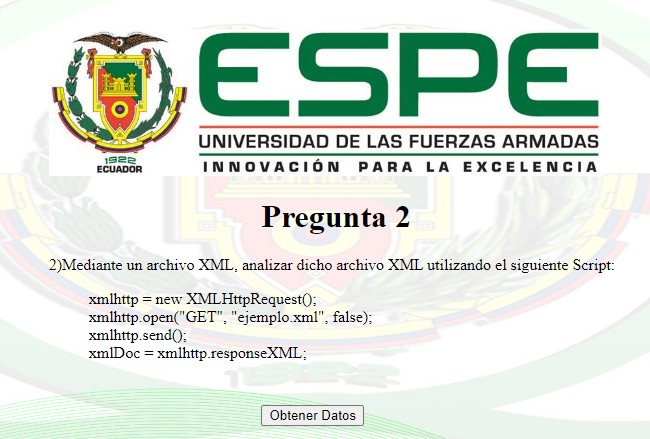 ESPE
UNIVERSIDAD DE LAS FUERZAS ARMADAS
INNOVACIÓN PARA LA EXCELENCIA
1922
ECUADOR
Pregunta 2
2)Mediante un archivo XML, analizar dicho archivo XML utilizando el siguiente Script:
xmlhttp = new XMLHttpRequest();
xmlhttp.open("GET", "ejemplo.xml", false);
xmlhttp.send();
xmlDoc = xmlhttp.responseXML;
Obtener Datos